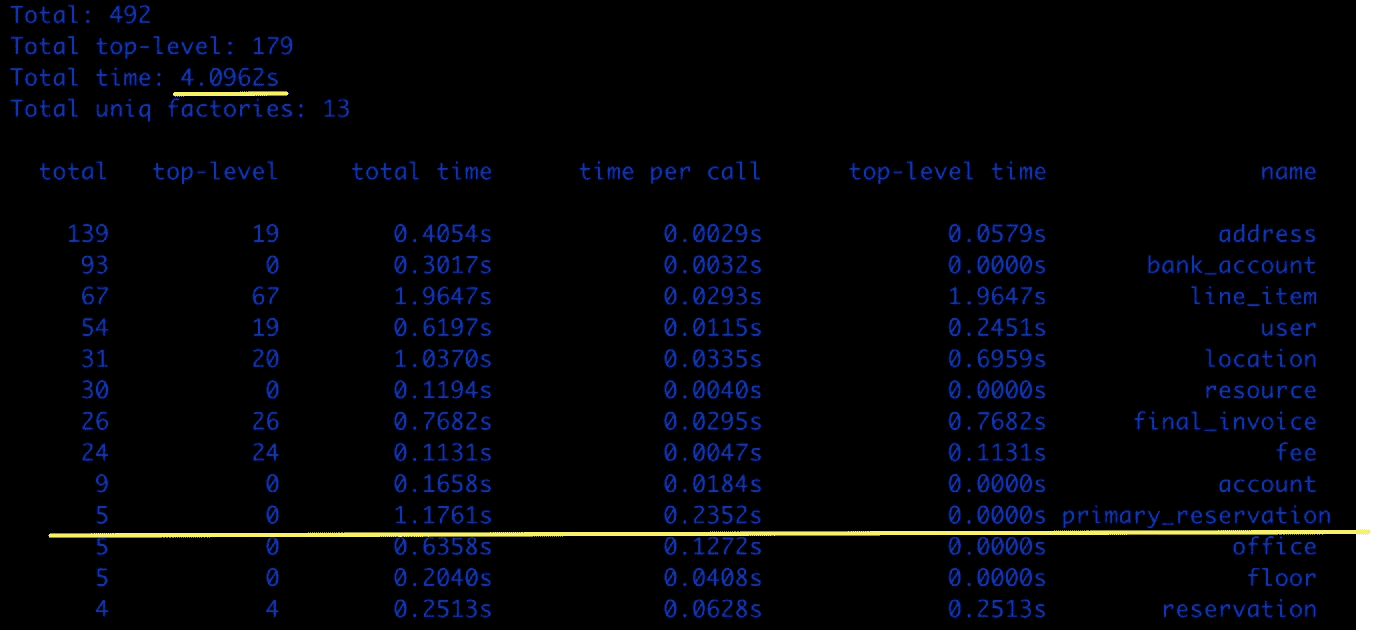 Total: 492
Total top-level: 179
Total time: 4.0962s
Total uniq factories: 13
total top-level total time time per call top-level time name
139 19 0.4054s 0.0029s 0.0579s address
93 0 0.3017s 0.0032s 0.0000s bank_account
67 67 1.9647s 0.0293s 1.9647s line_item
54 19 0.6197s 0.0115s 0.2451s user
31 20 1.0370s 0.0335s 0.6959s location
30 0 0.1194s 0.0040s 0.0000s resource
26 26 0.7682s 0.0295s 0.7682s final_invoice
24 24 0.1131s 0.0047s 0.1131s fee
9 0 0.1658s 0.0184s 0.0000s account
5 0 1.1761s 0.2352s 0.0000s primary_reservation
5 0 0.6358s 0.1272s 0.0000s office
5 0 0.2040s 0.0408s 0.0000s floor
4 4 0.2513s 0.0628s 0.2513s reservation